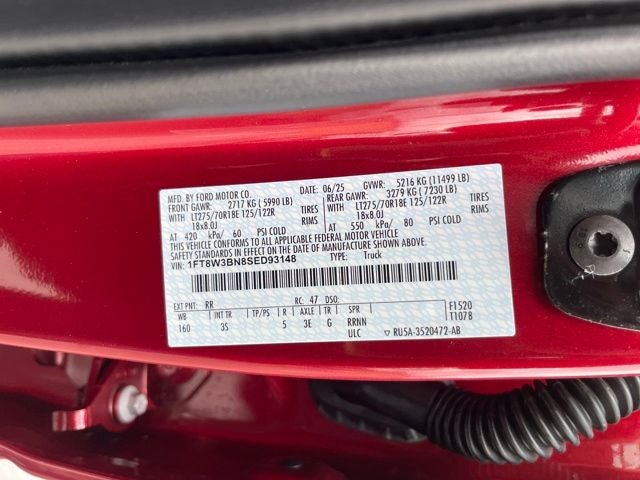 MFD. BY FORD MOTOR CO. 06/25 GVWR: 5216 KG (11499 LB)
FRONT GAWR: 2717 KG (5990 LB) REAR GAWR: 3279 KG (7230 LB)
WITH LT275/70R18E 125/122R TIRES WITH LT275/70R18E 125/122R TIRES
18x8.0J RIMS 18x8.0J RIMS
AT 420 kPa/ 60 PSI COLD AT 550 kPa/ 80 PSI COLD
THIS VEHICLE CONFORMS TO ALL APPLICABLE FEDERAL MOTOR VEHICLE
SAFETY STANDARDS IN EFFECT ON THE DATE OF MANUFACTURE SHOWN ABOVE.
VIN: 1FT8W3BN8SED93148 TYPE: Truck
EXT PNT: RR RC: 47 DSO:
WB INT TR TP/PS R AXLE TR SPR F1520
160 3S 5 3E G RRNN T1078
ULC ▽ RU5A-3520472-AB